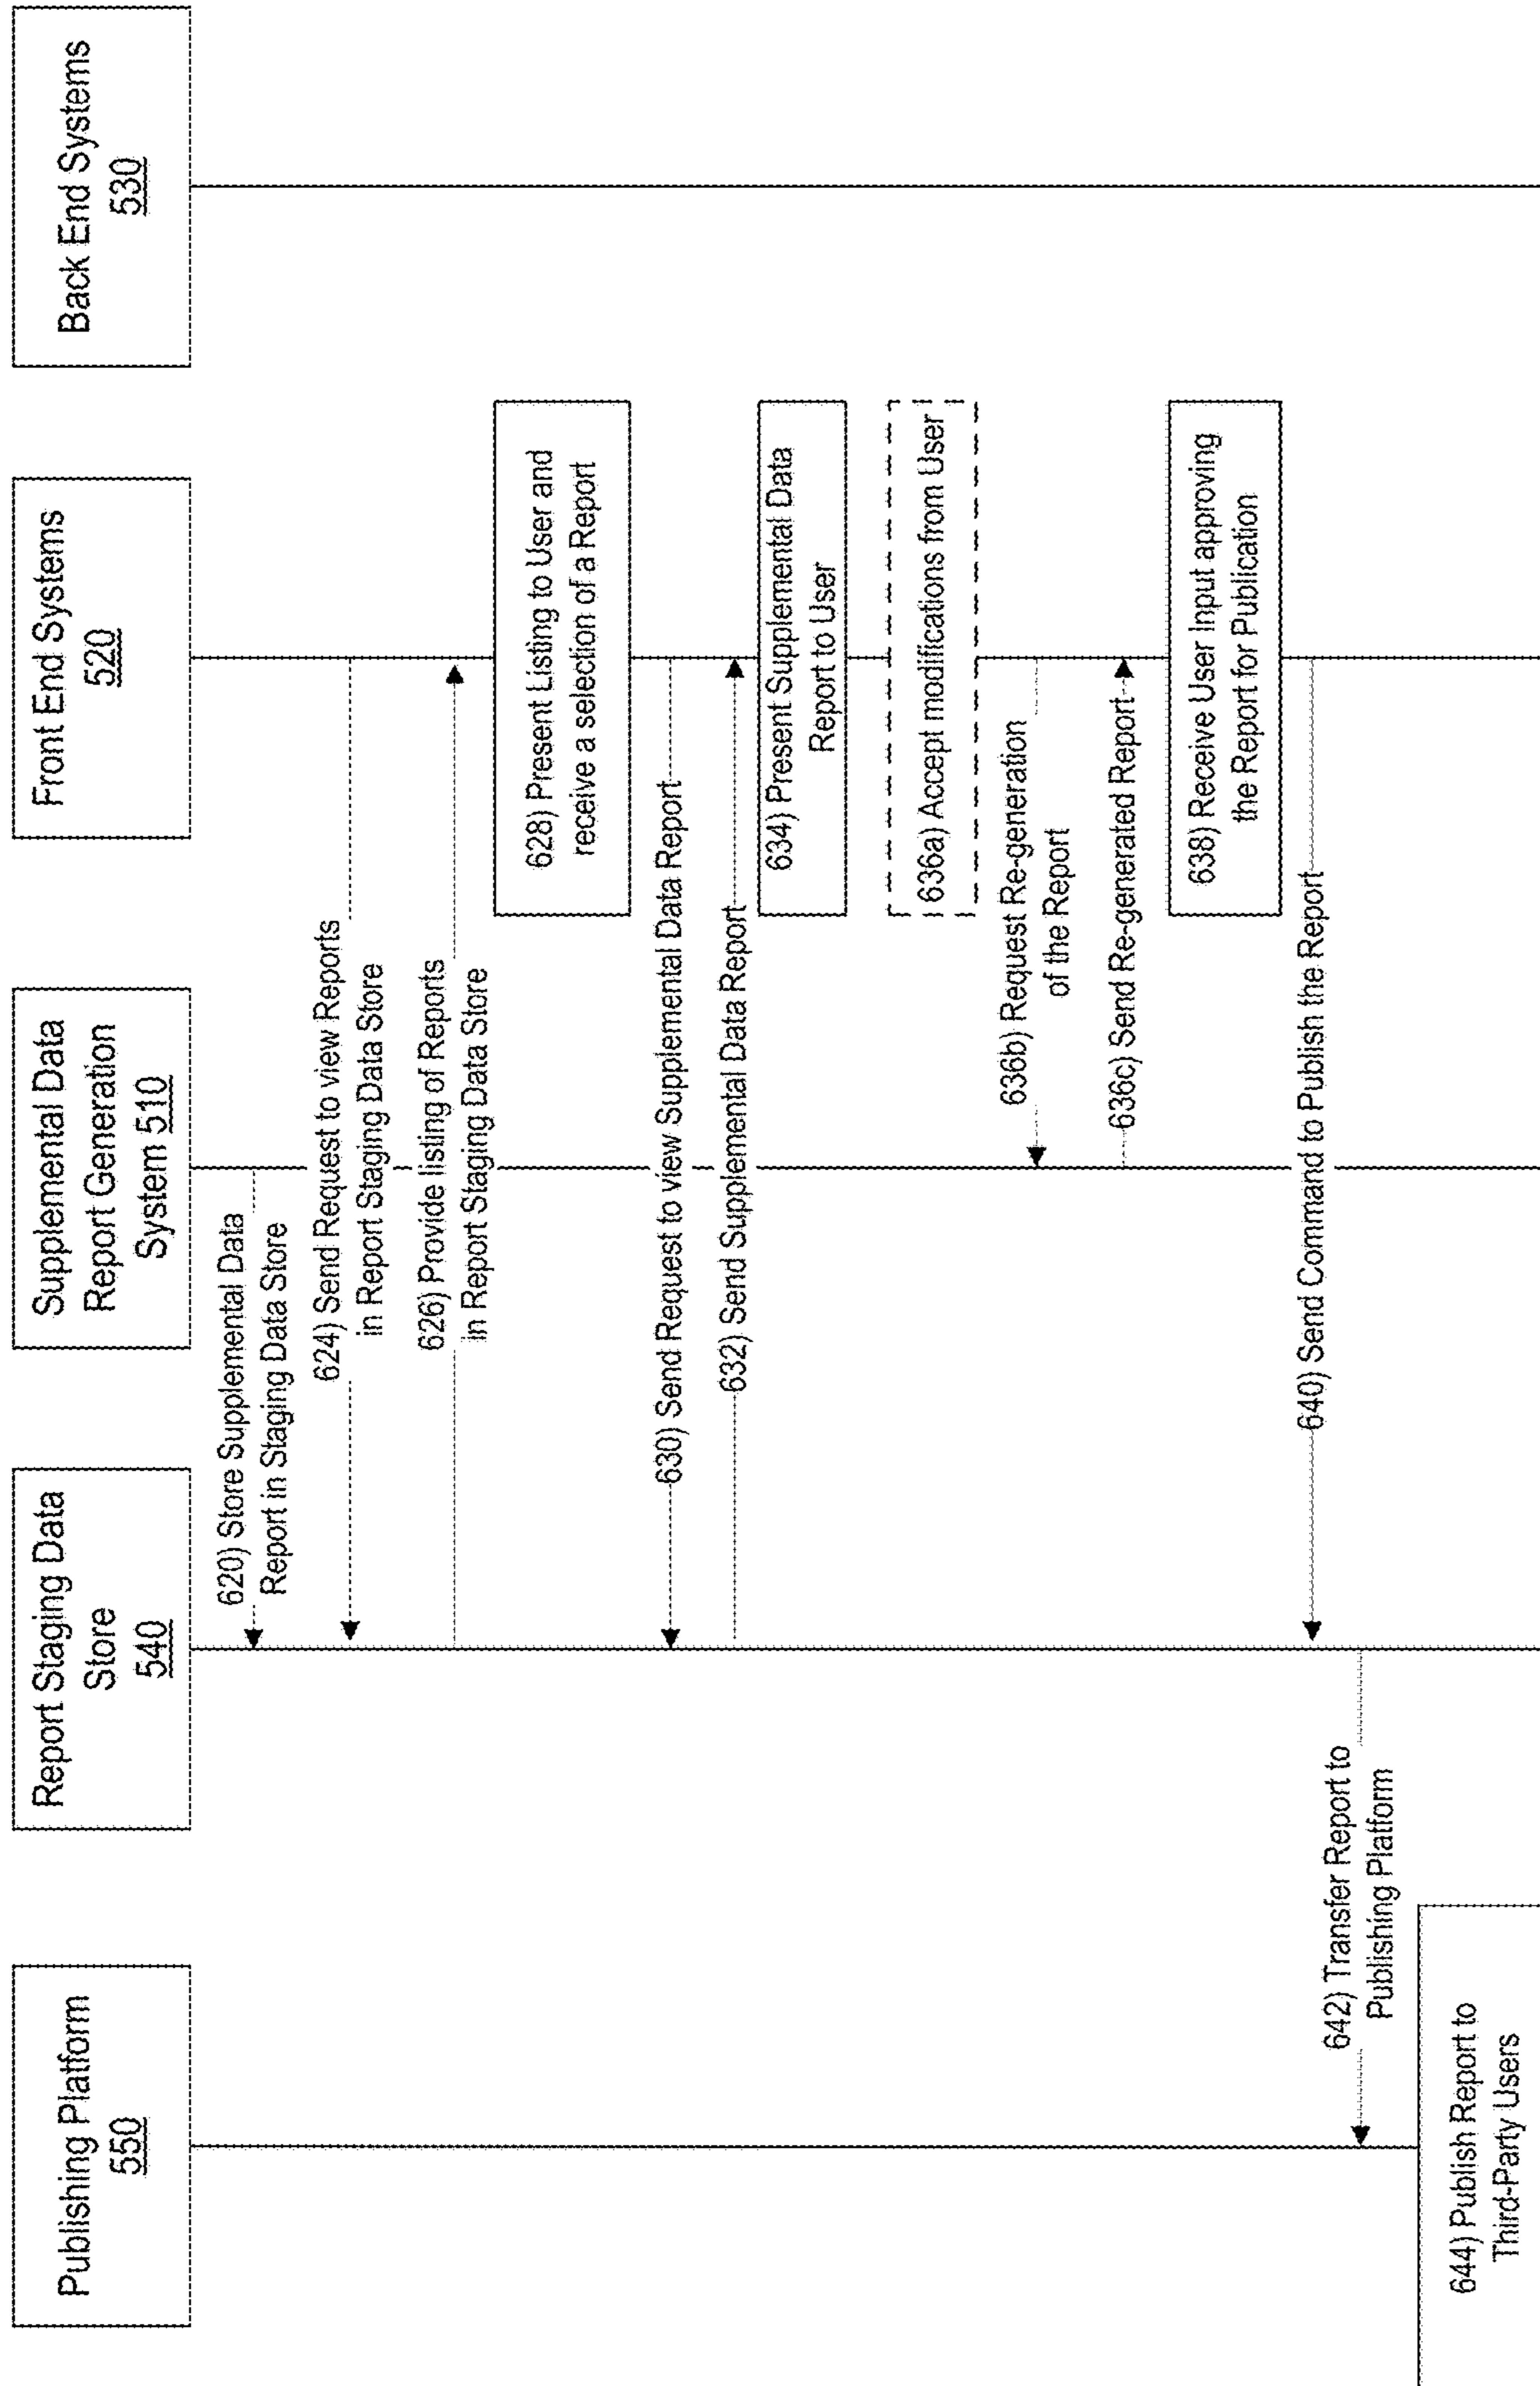 Publishing Platform
550
Report Staging Data
Store
540
Supplemental Data
Report Generation
System 510
Front End Systems
520
Back End Systems
530
620) Store Supplemental Data
Report in Staging Data Store
624) Send Request to view Reports
in Report Staging Data Store
626) Provide listing of Reports
in Report Staging Data Store
628) Present Listing to User and
receive a selection of a Report
630) Send Request to view Supplemental Data Report
632) Send Supplemental Data Report
634) Present Supplemental Data
Report to User
636a) Accept modifications from User
636b) Request Re-generation
of the Report
636c) Send Re-generated Report
638) Receive User Input approving
the Report for Publication
640) Send Command to Publish the Report
642) Transfer Report to
Publishing Platform
644) Publish Report to
Third-Party Users